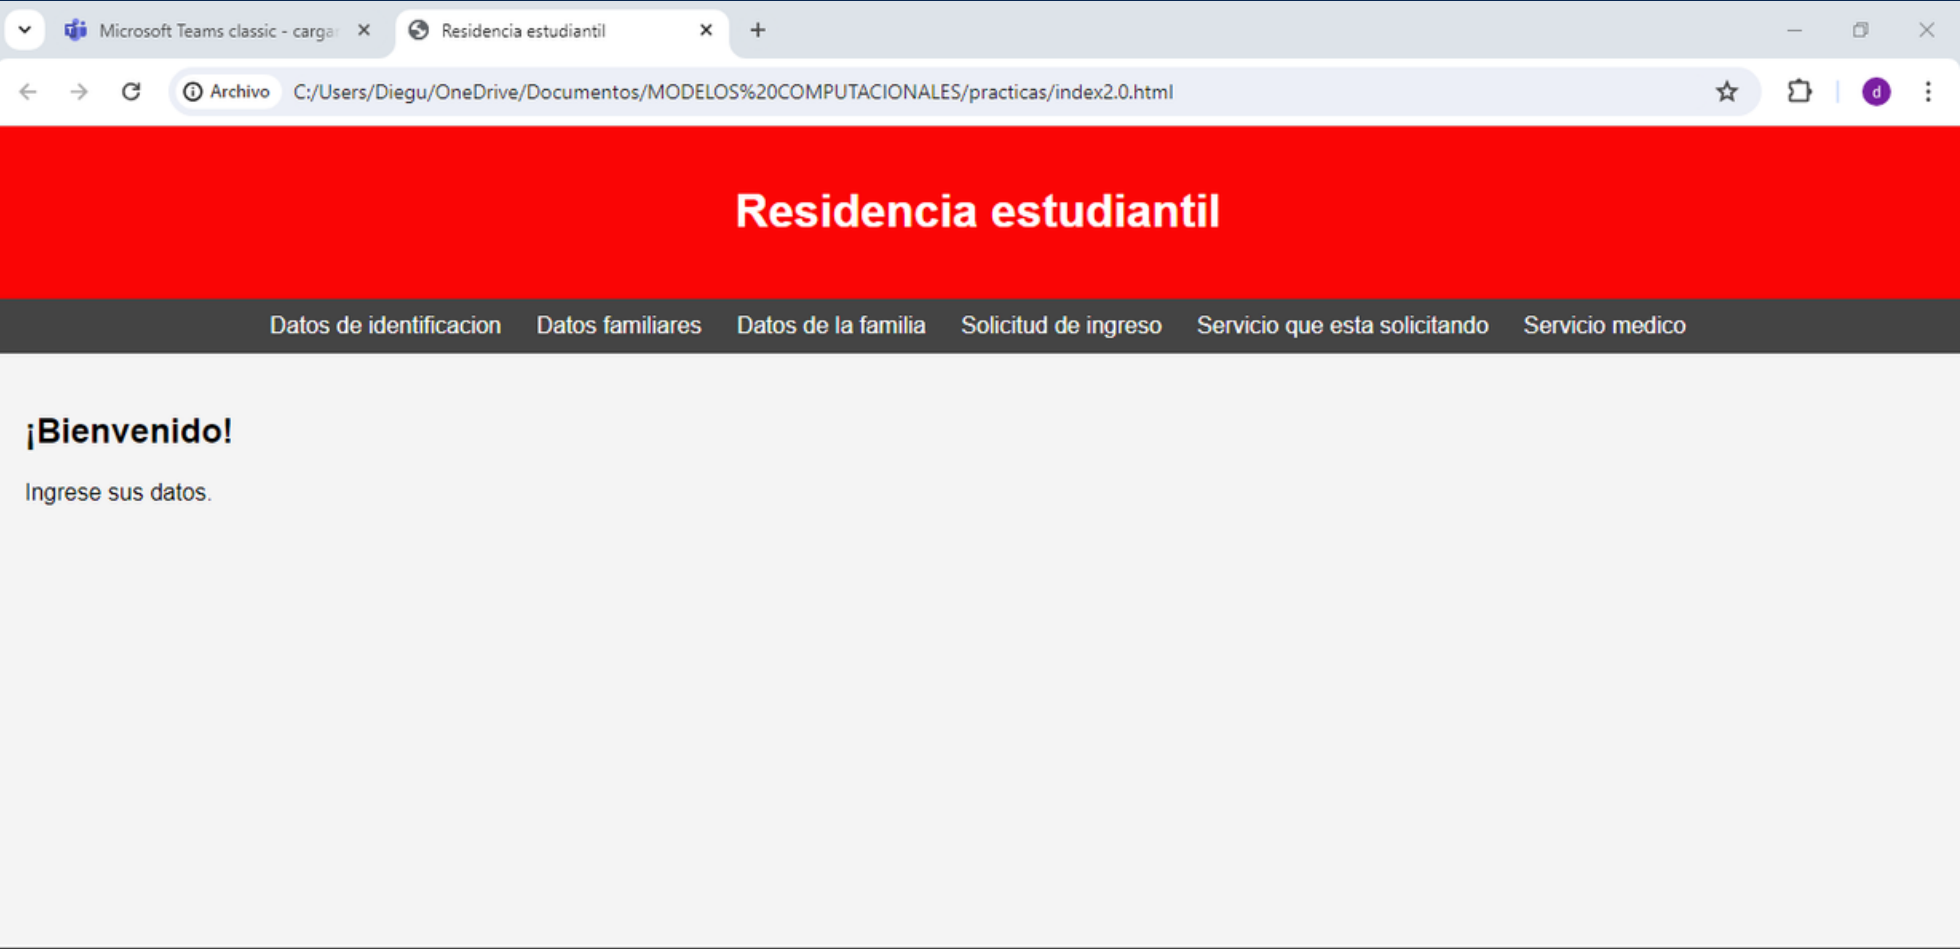 Microsoft Teams classic - carga
Residencia estudiantil
Archivo
C:/Users/Diegu/OneDrive/Documentos/MODELOS%20COMPUTACIONALES/practicas/index2.0.html
d
Residencia estudiantil
Datos de identificacion Datos familiares Datos de la familia Solicitud de ingreso Servicio que esta solicitando Servicio medico
¡Bienvenido!
Ingrese sus datos.